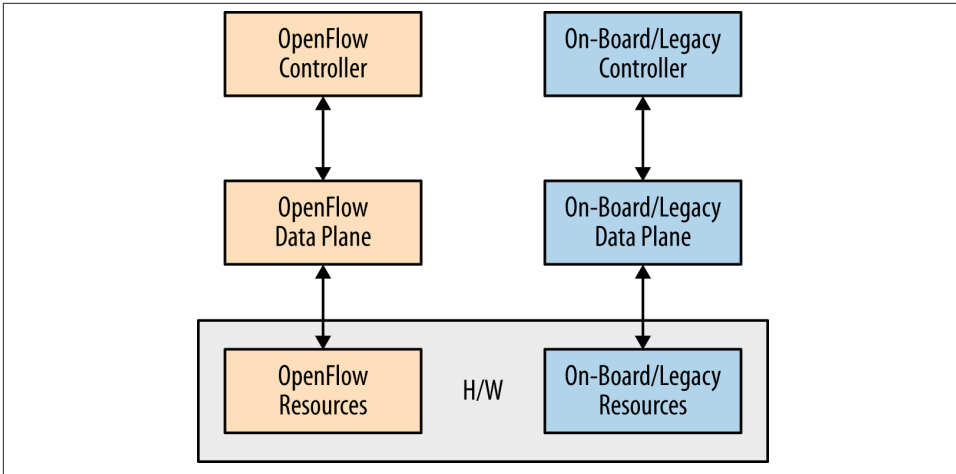 OpenFlow
Controller
On-Board/Legacy
Controller
OpenFlow
Data Plane
On-Board/Legacy
Data Plane
OpenFlow
Resources
H/W
On-Board/Legacy
Resources